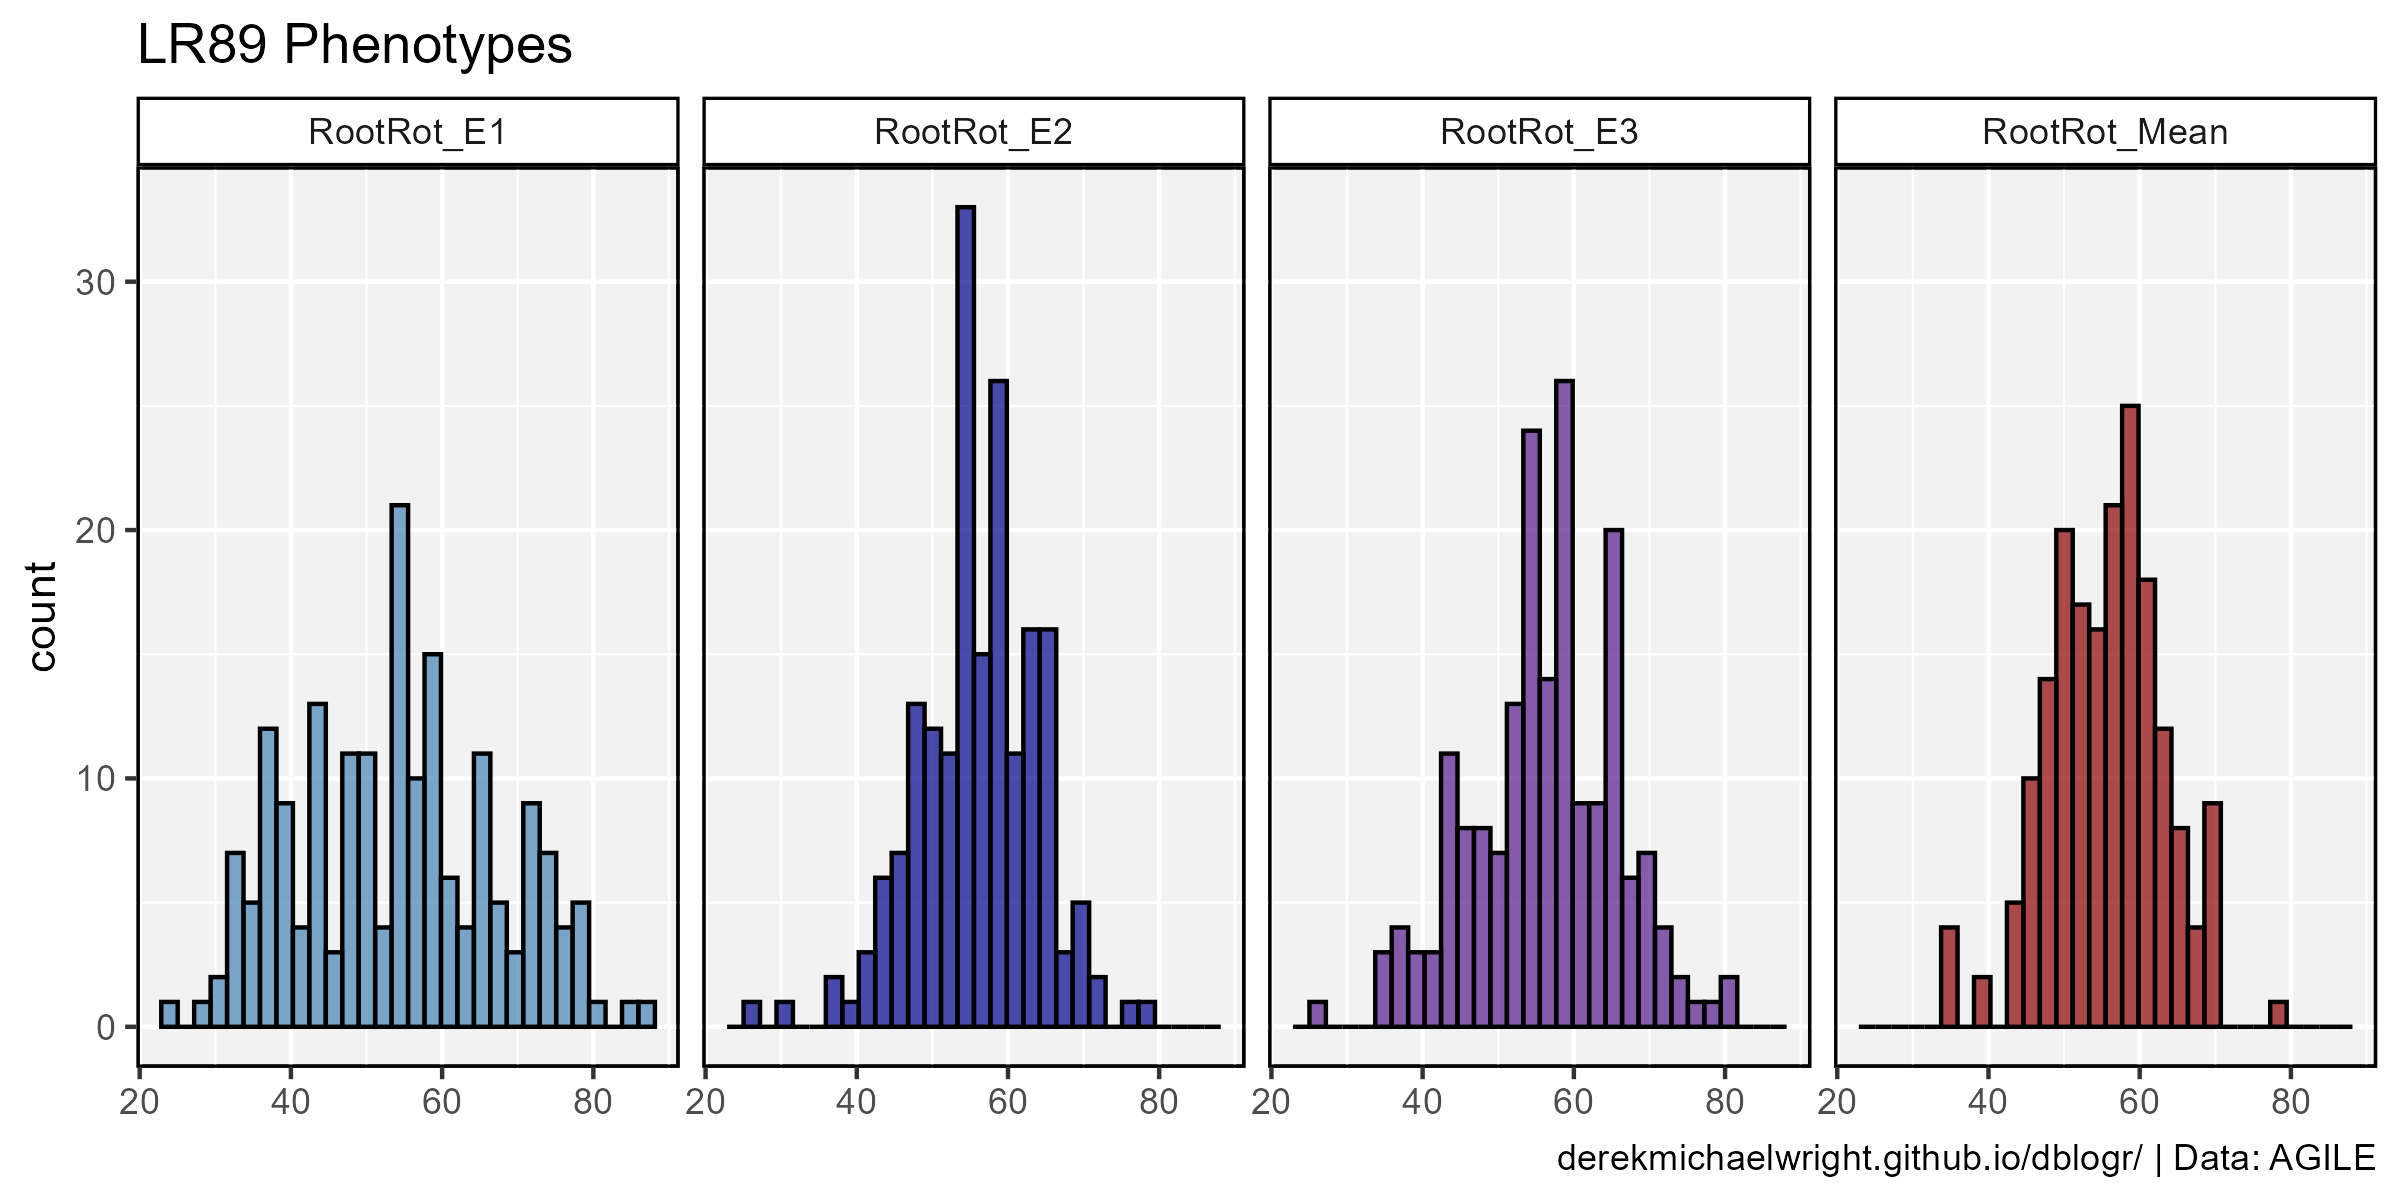 LR89 Phenotypes
RootRot_E1 RootRot_E2 RootRot_E3 RootRot_Mean
30
20
10
0
count
20 40 60 80 20 40 60 80 20 40 60 80 20 40 60 80
derekmichaelwright.github.io/dblogr/ | Data: AGILE